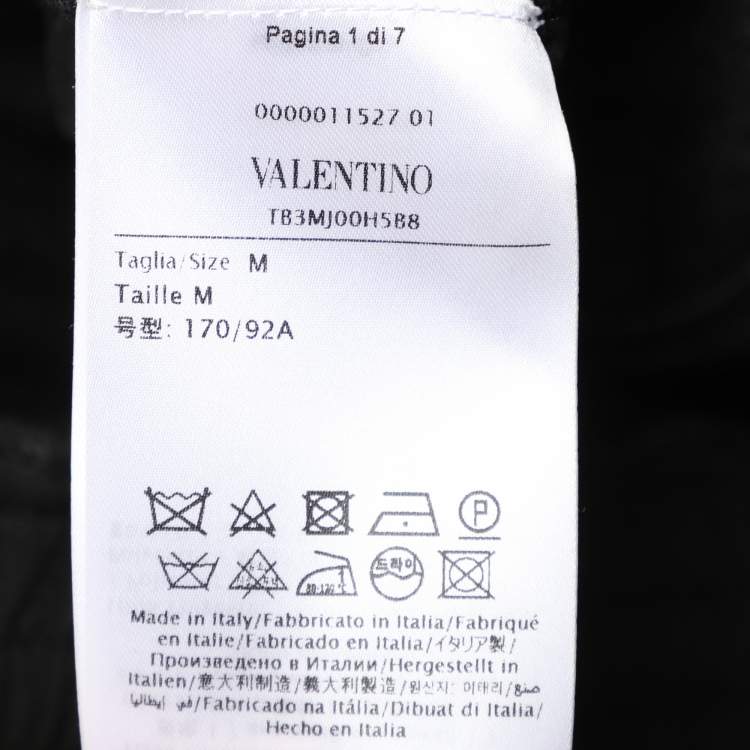 Pagina 1 di 7
0000011527 01
VALENTINO
TB3MJ00H5B8
Taglia/Size M
Taille M
号型: 170/92A
P
드라이
Made in Italy/Fabbricato in Italia/Fabriqué
en Italie/Fabricado en Italia/イタリア製/
Произведено в Италии/Hergestellt in
Italien/意大利制造/義大利製造/원산지: 이태리/صنع
في إيطاليا/Fabricado na Itália/Dibuat di Italia/
Hecho en Italia